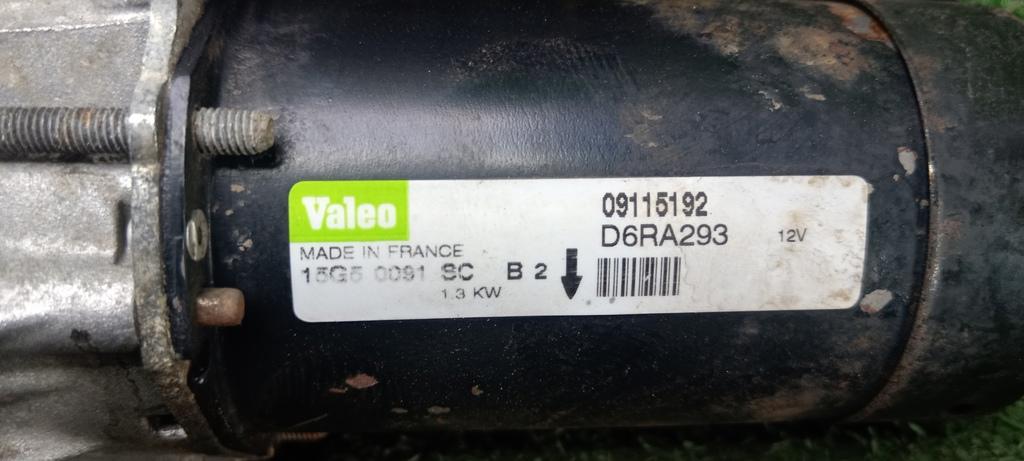 Valeo
MADE IN FRANCE
15G5 0091 SC B 2
1.3 KW
09115192
D6RA293 12V